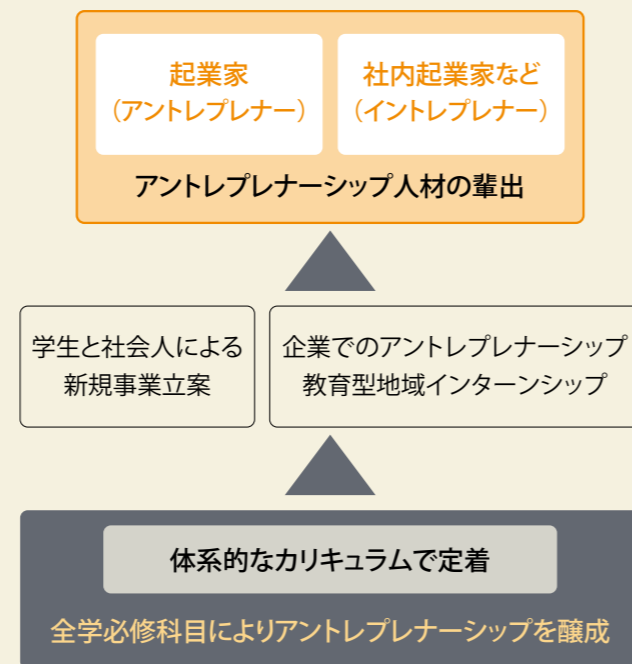 起業家
（アントレプレナー）
社内起業家など
（イントレプレナー）
アントレプレナーシップ人材の輩出
学生と社会人による
新規事業立案
企業でのアントレプレナーシップ
教育型地域インターンシップ
体系的なカリキュラムで定着
全学必修科目によりアントレプレナーシップを醸成